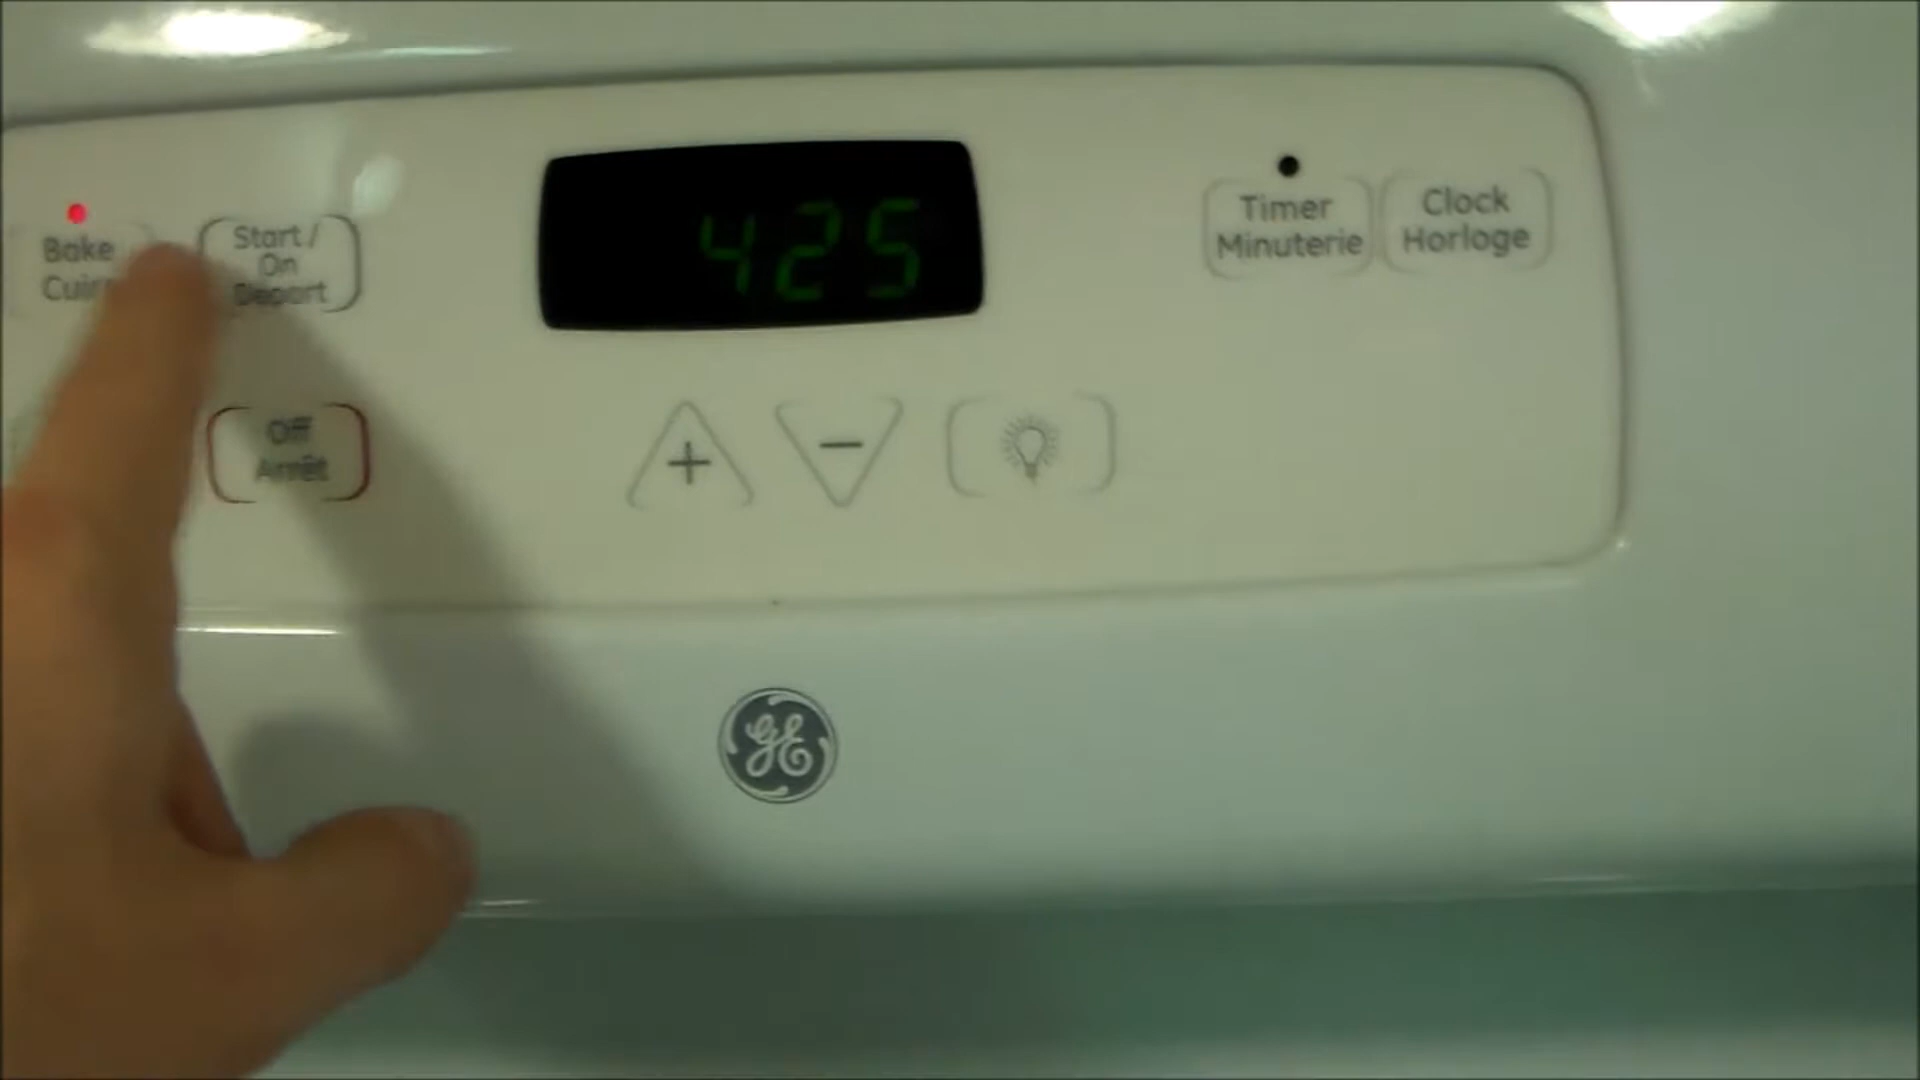 425
Timer
Minuterie
Clock
Horloge
Bake
Start /
On
Départ
Off
Arrêt
+
-
GE